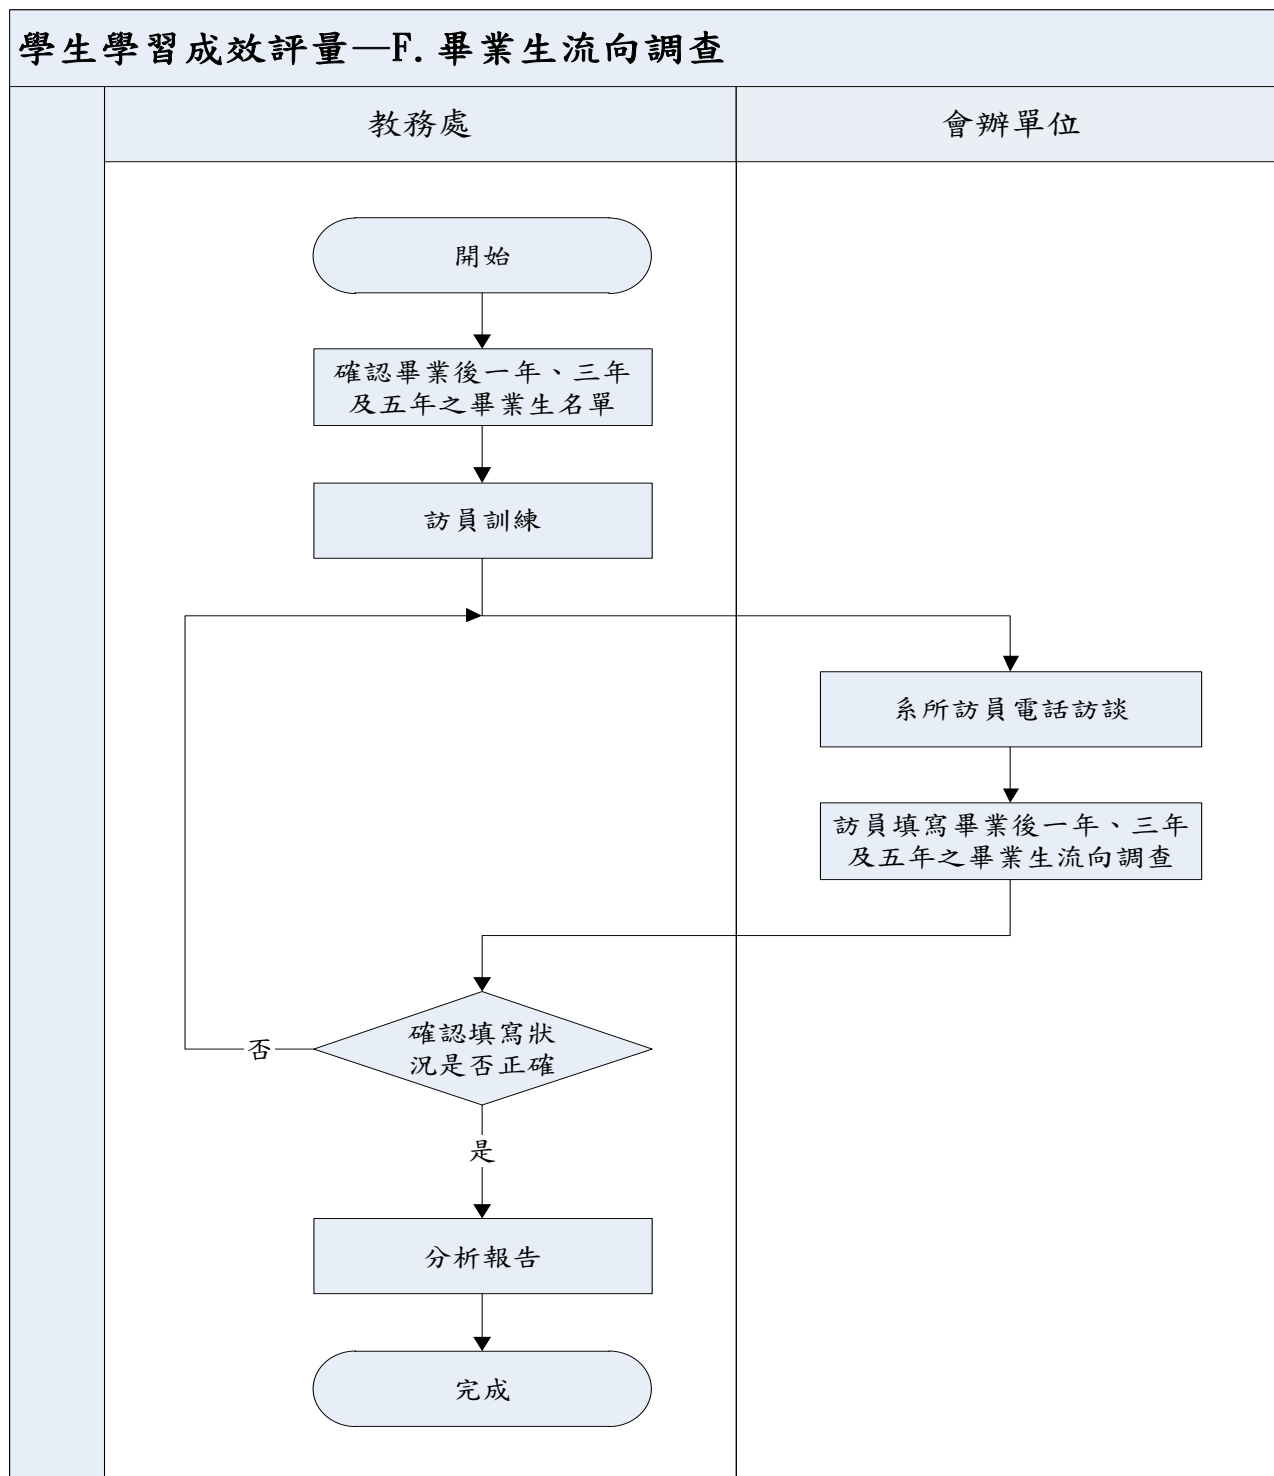 學生學習成效評量—F. 畢業生流向調查
教務處
會辦單位
開始
確認畢業後一年、三年
及五年之畢業生名單
訪員訓練
系所訪員電話訪談
訪員填寫畢業後一年、三年
及五年之畢業生流向調查
確認填寫狀
況是否正確
否
是
分析報告
完成